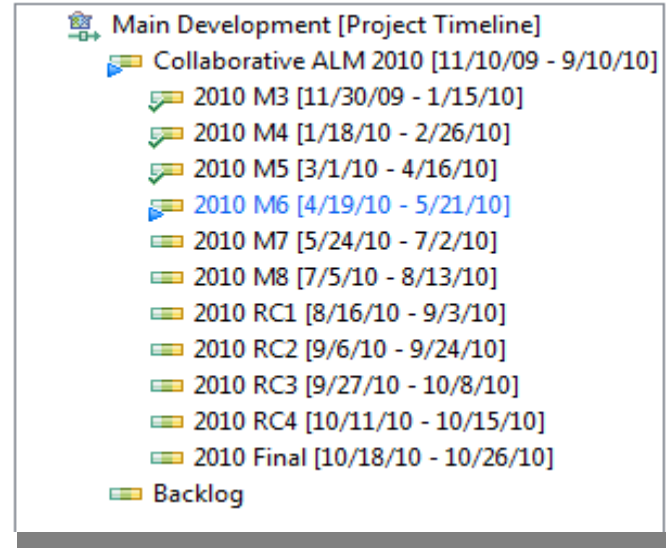 Main Development [Project Timeline]
Collaborative ALM 2010 [11/10/09 - 9/10/10]
2010 M3 [11/30/09 - 1/15/10]
2010 M4 [1/18/10 - 2/26/10]
2010 M5 [3/1/10 - 4/16/10]
2010 M6 [4/19/10 - 5/21/10]
2010 M7 [5/24/10 - 7/2/10]
2010 M8 [7/5/10 - 8/13/10]
2010 RC1 [8/16/10 - 9/3/10]
2010 RC2 [9/6/10 - 9/24/10]
2010 RC3 [9/27/10 - 10/8/10]
2010 RC4 [10/11/10 - 10/15/10]
2010 Final [10/18/10 - 10/26/10]
Backlog